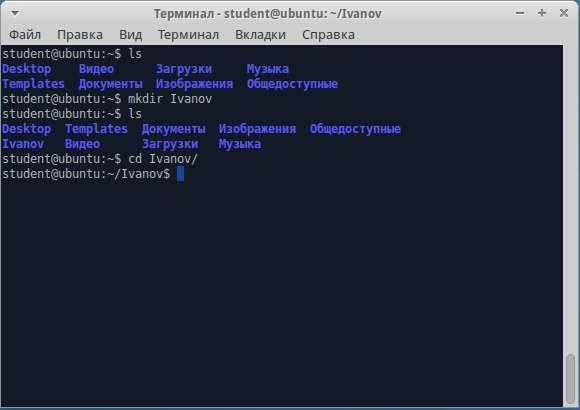 Терминал - student@ubuntu: ~/Ivanov
Файл Правка Вид Терминал Вкладки Справка
student@ubuntu:~$ ls
Desktop Видео Загрузки Музыка
Templates Документы Изображения Общедоступные
student@ubuntu:~$ mkdir Ivanov
student@ubuntu:~$ ls
Desktop Templates Документы Изображения Общедоступные
Ivanov Видео Загрузки Музыка
student@ubuntu:~$ cd Ivanov/
student@ubuntu:~/Ivanov$